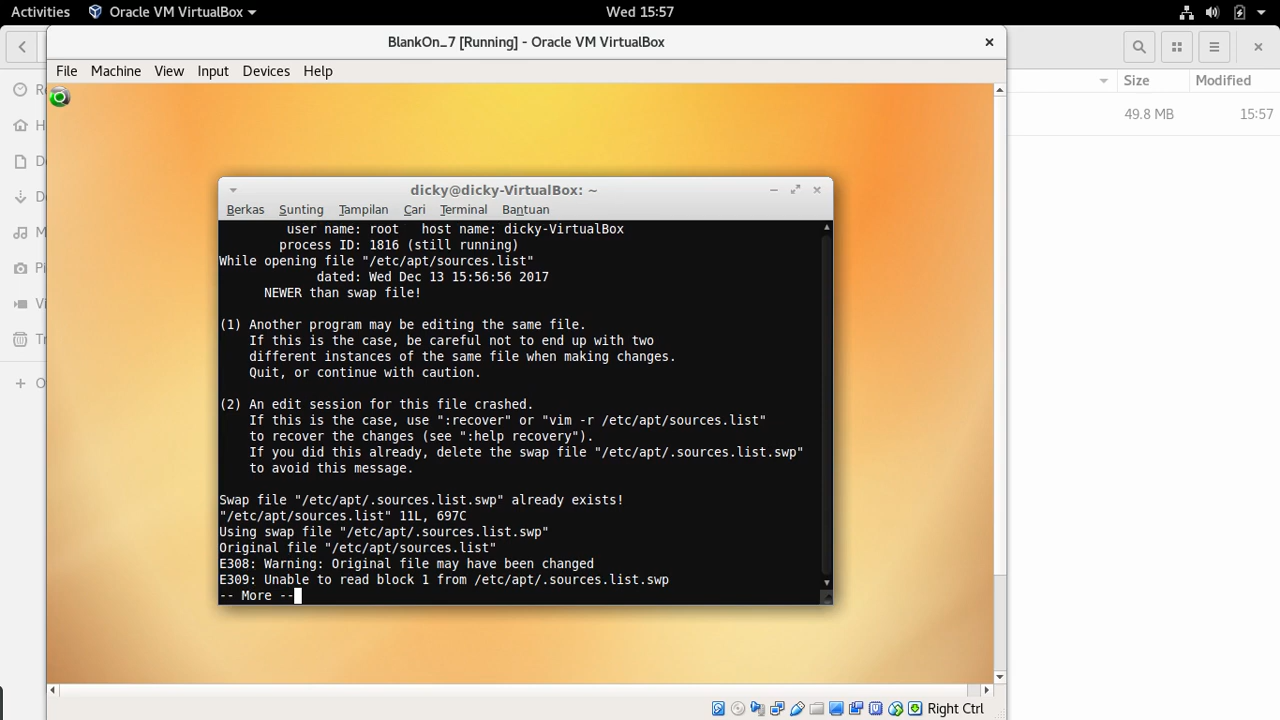 Activities Oracle VM VirtualBox Wed 15:57
BlankOn_7 [Running] - Oracle VM VirtualBox
File Machine View Input Devices Help
Size Modified
49.8 MB 15:57
dicky@dicky-VirtualBox: ~
Berkas Sunting Tampilan Cari Terminal Bantuan
user name: root host name: dicky-VirtualBox
process ID: 1816 (still running)
While opening file "/etc/apt/sources.list"
dated: Wed Dec 13 15:56:56 2017
NEWER than swap file!
(1) Another program may be editing the same file.
If this is the case, be careful not to end up with two
different instances of the same file when making changes.
Quit, or continue with caution.
(2) An edit session for this file crashed.
If this is the case, use ":recover" or "vim -r /etc/apt/sources.list"
to recover the changes (see ":help recovery").
If you did this already, delete the swap file "/etc/apt/.sources.list.swp"
to avoid this message.
Swap file "/etc/apt/.sources.list.swp" already exists!
"/etc/apt/sources.list" 11L, 697C
Using swap file "/etc/apt/.sources.list.swp"
Original file "/etc/apt/sources.list"
E308: Warning: Original file may have been changed
E309: Unable to read block 1 from /etc/apt/.sources.list.swp
-- More --
Right Ctrl